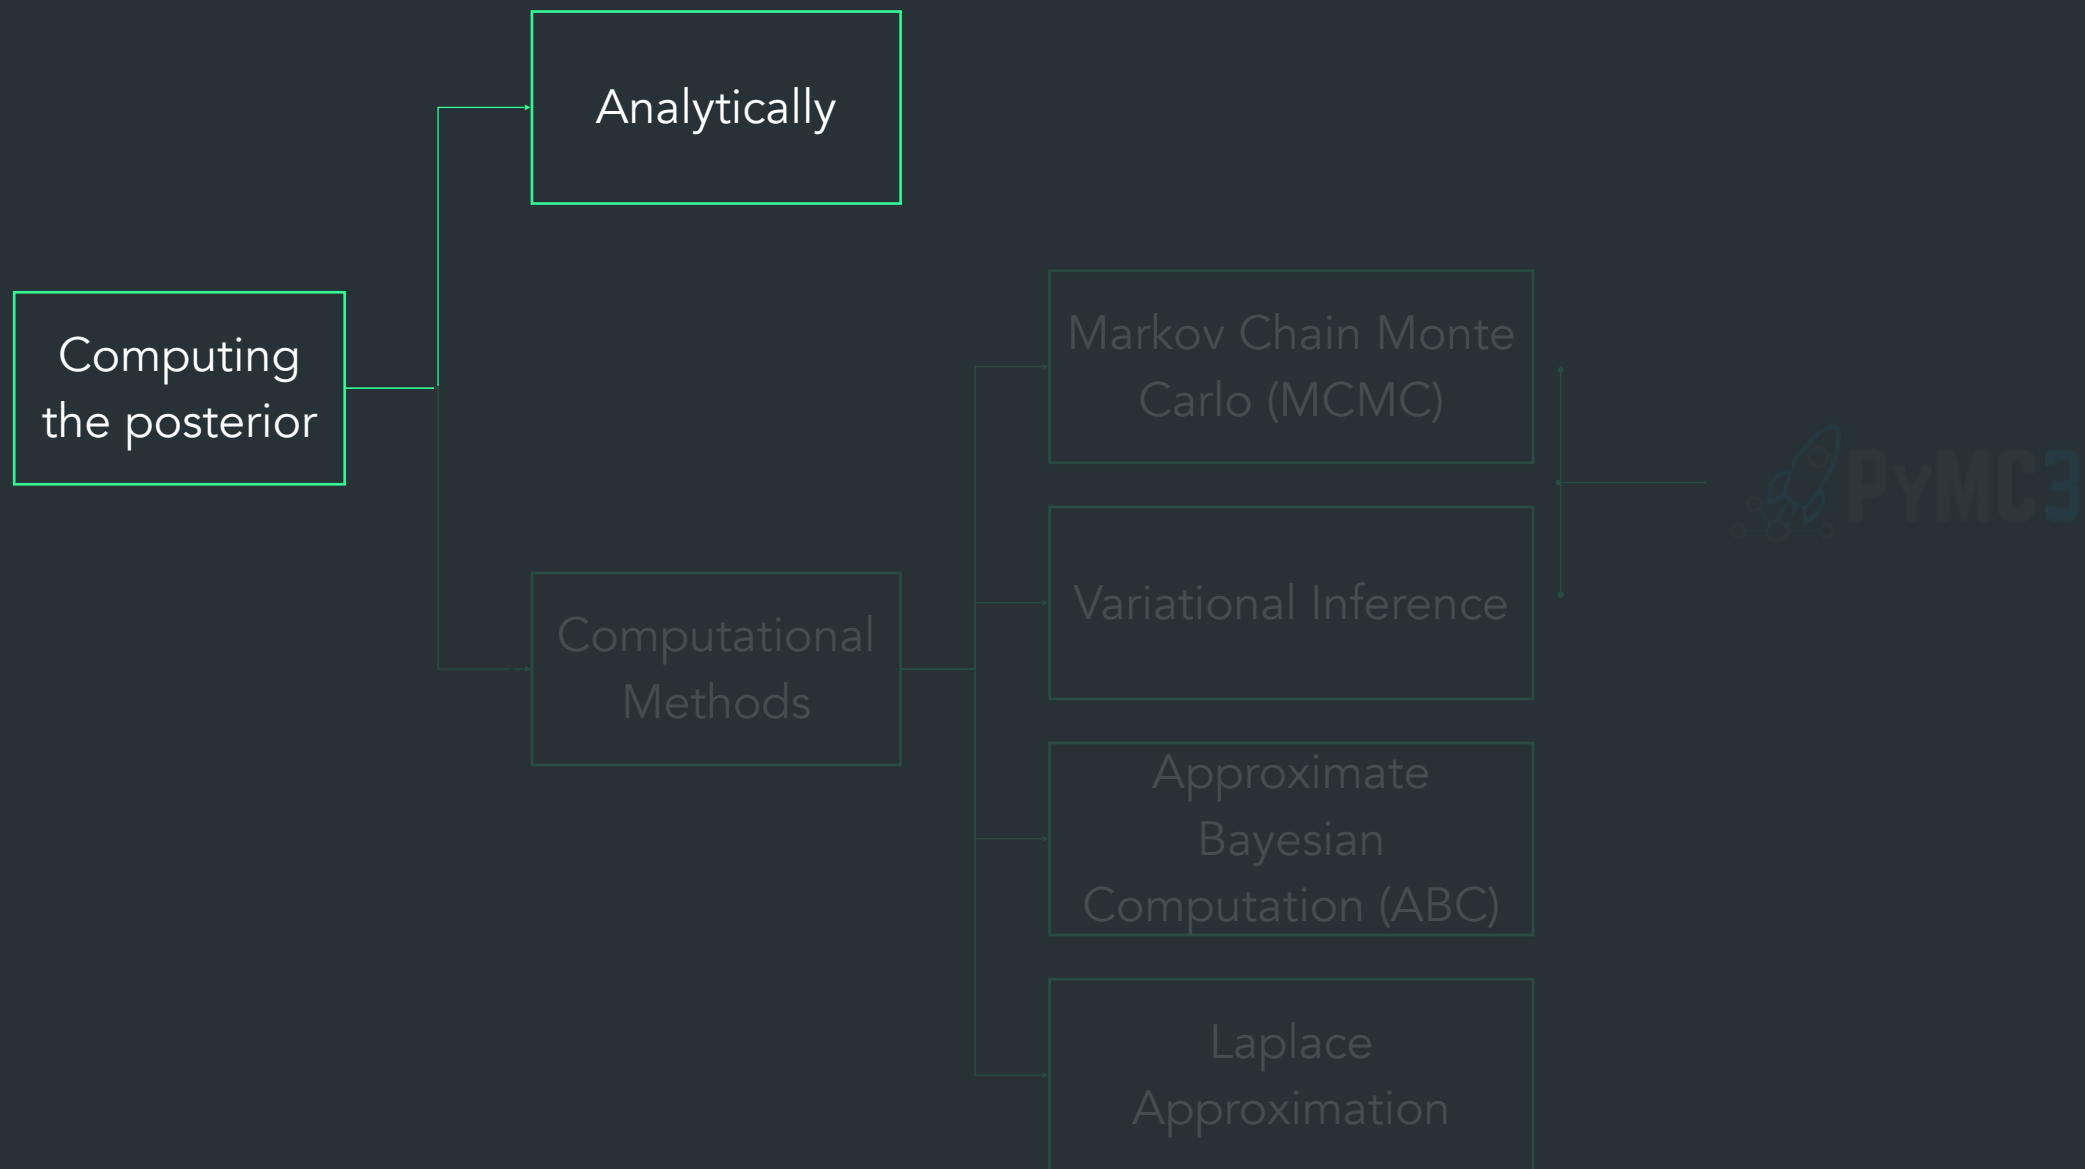 Analytically
Computing
the posterior
Markov Chain Monte
Carlo (MCMC)
PyMC3
Variational Inference
Computational
Methods
Approximate
Bayesian
Computation (ABC)
Laplace
Approximation